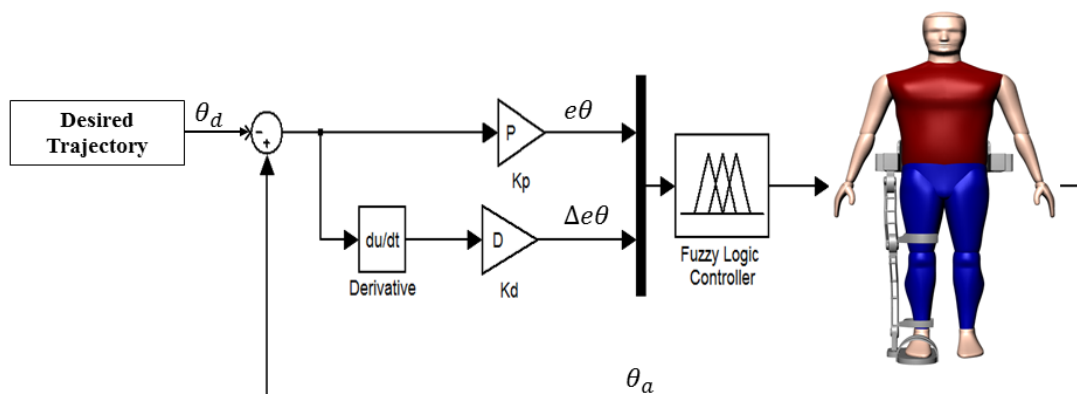 Desired
Trajectory
θd
-
+
P
Kp
eθ
du/dt
Derivative
D
Kd
Δeθ
Fuzzy Logic
Controller
θa